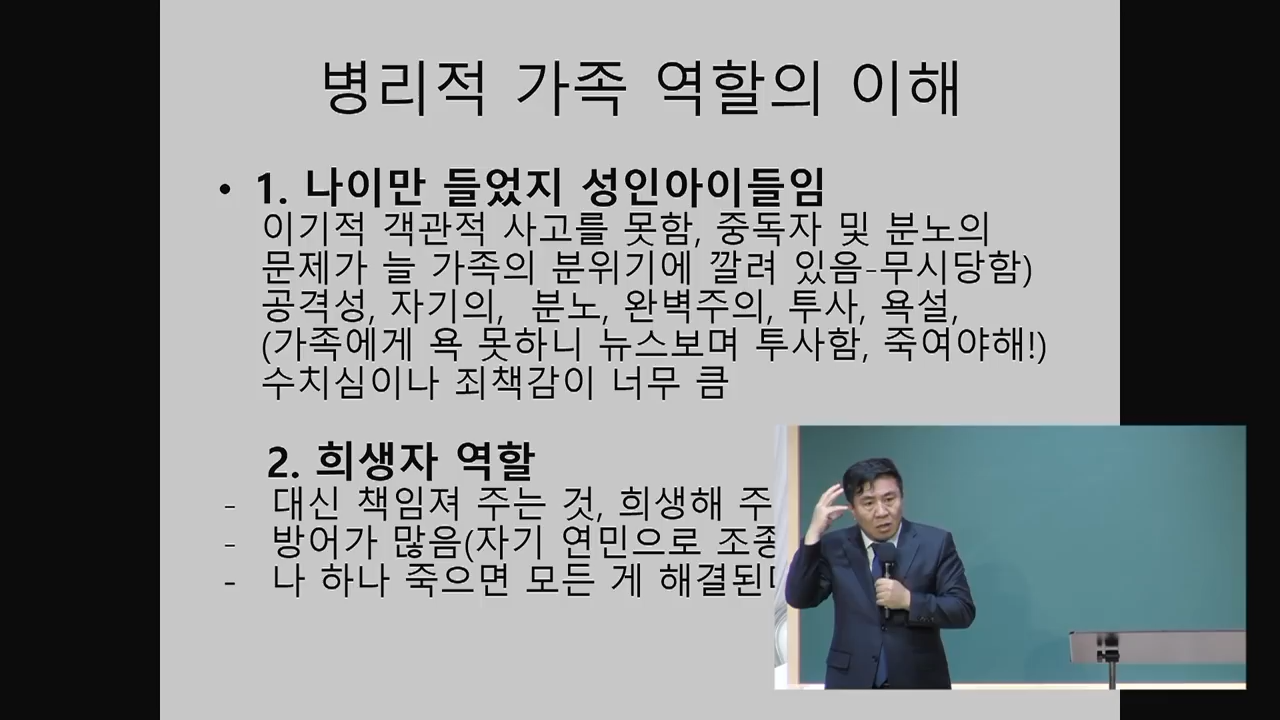 병리적 가족 역할의 이해
• 1. 나이만 들었지 성인아이들임
이기적 객관적 사고를 못함, 중독자 및 분노의
문제가 늘 가족의 분위기에 깔려 있음-무시당함)
공격성, 자기의, 분노, 완벽주의, 투사, 욕설,
(가족에게 욕 못하니 뉴스보며 투사함, 죽여야해!)
수치심이나 죄책감이 너무 큼
2. 희생자 역할
- 대신 책임져 주는 것, 희생해 주
- 방어가 많음(자기 연민으로 조종
- 나 하나 죽으면 모든 게 해결된